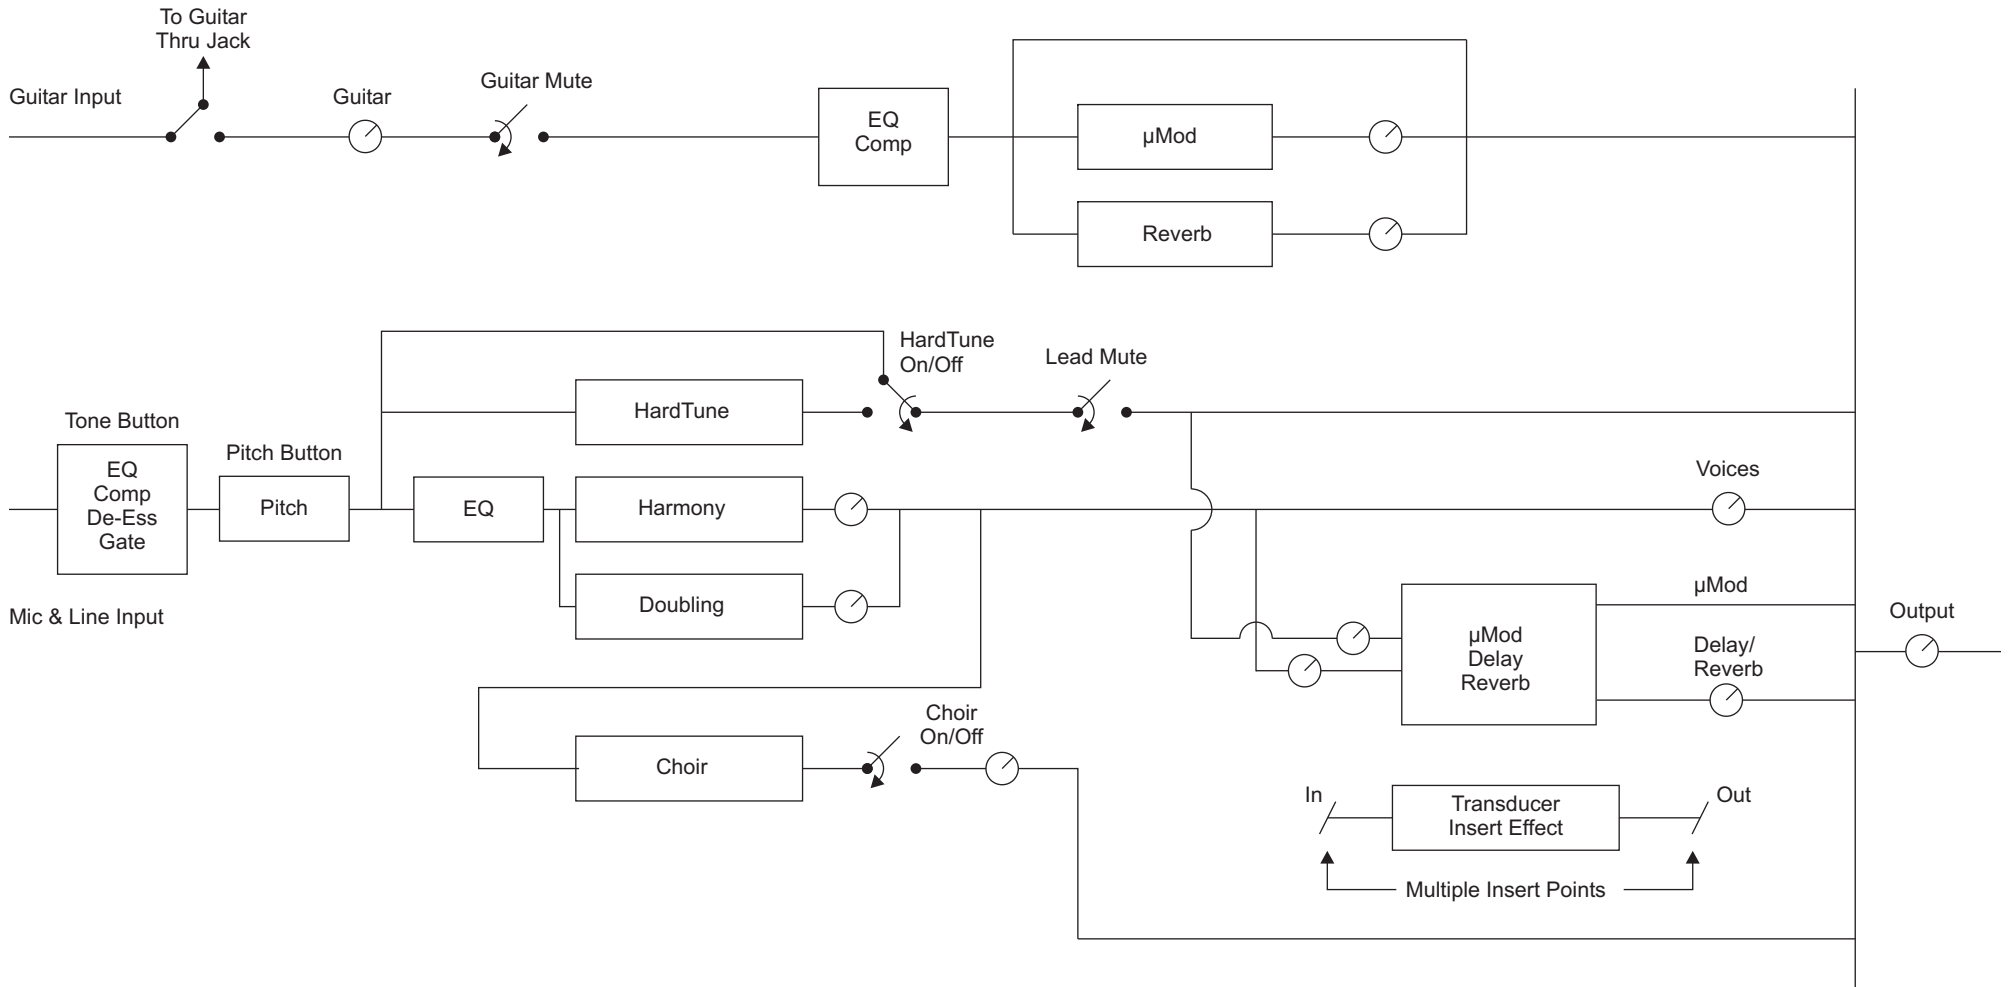 To Guitar
Thru Jack
Guitar Input
Guitar
Guitar Mute
EQ
Comp
µMod
Reverb
HardTune
On/Off
Lead Mute
HardTune
Tone Button
EQ
Comp
De-Ess
Gate
Pitch Button
Pitch
EQ
Harmony
Voices
Doubling
Mic & Line Input
µMod
Delay
Reverb
µMod
Delay/
Reverb
Output
Choir
Choir
On/Off
In
Transducer
Insert Effect
Out
Multiple Insert Points